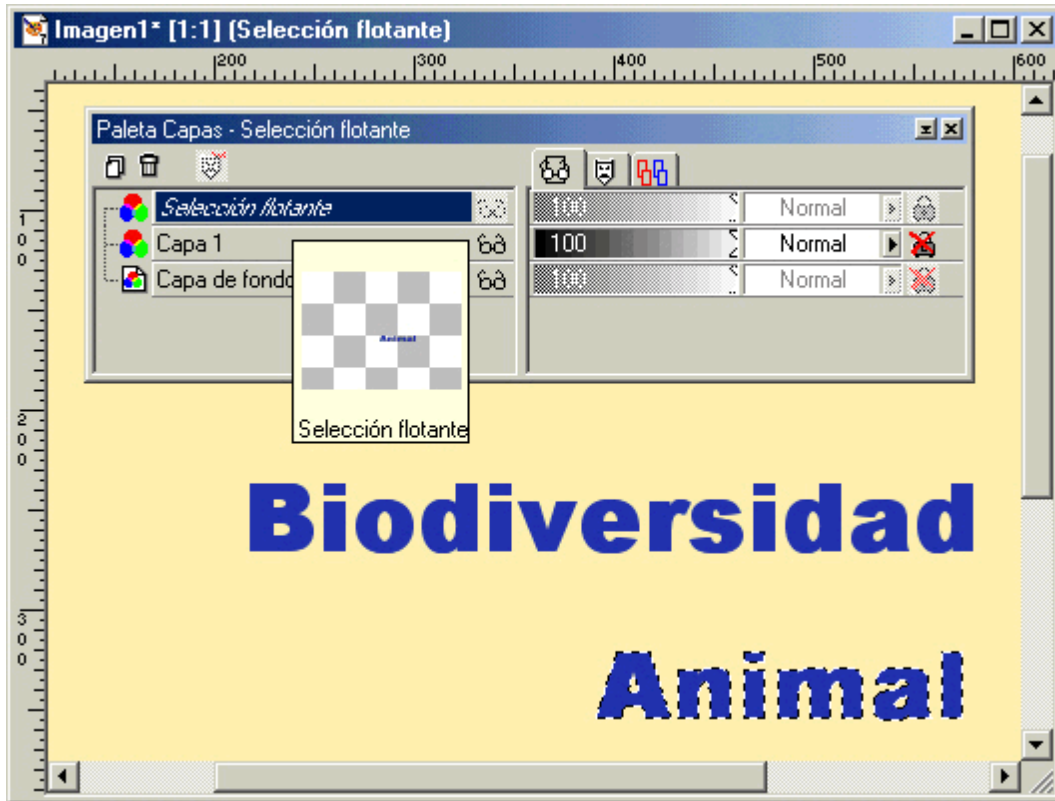 Imagen1* [1:1] (Selección flotante)
200 300 400 500 600
Paleta Capas - Selección flotante
Selección flotante 100 Normal
Capa 1 100 Normal
Capa de fondo 100 Normal
Animal
Selección flotante
100
200
300
Biodiversidad
Animal